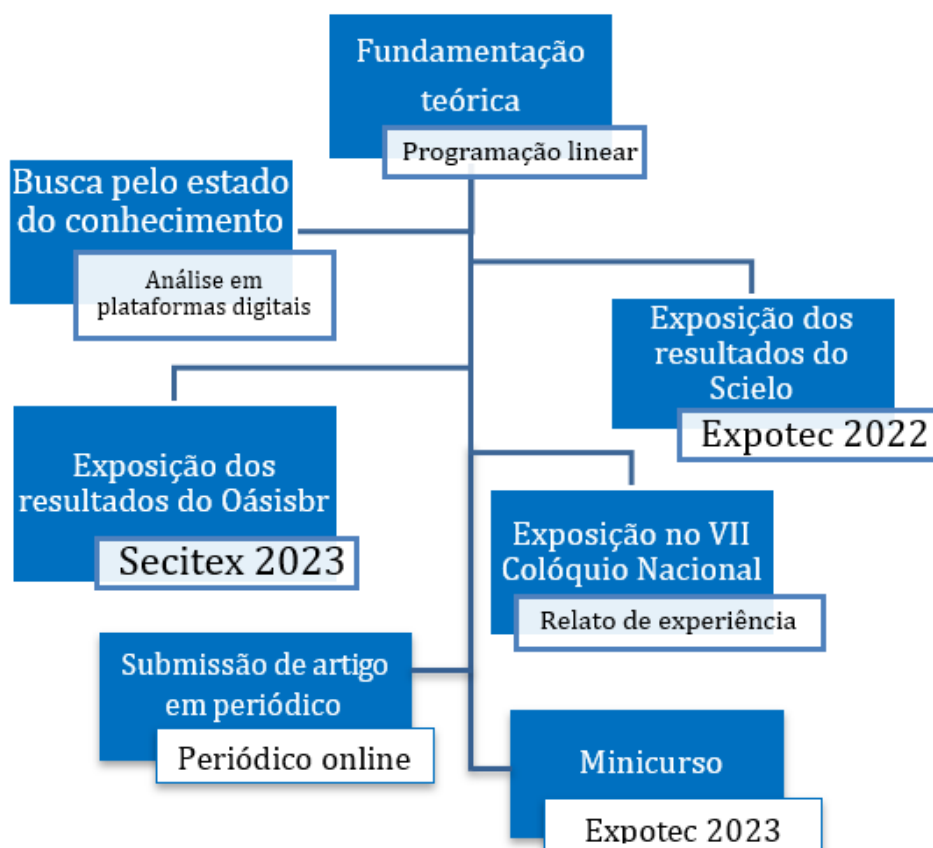 Fundamentação
teórica
Programação linear
Busca pelo estado
do conhecimento
Análise em
plataformas digitais
Exposição dos
resultados do
Scielo
Expotec 2022
Exposição dos
resultados do Oásisbr
Secitex 2023
Exposição no VII
Colóquio Nacional
Relato de experiência
Submissão de artigo
em periódico
Periódico online
Minicurso
Expotec 2023